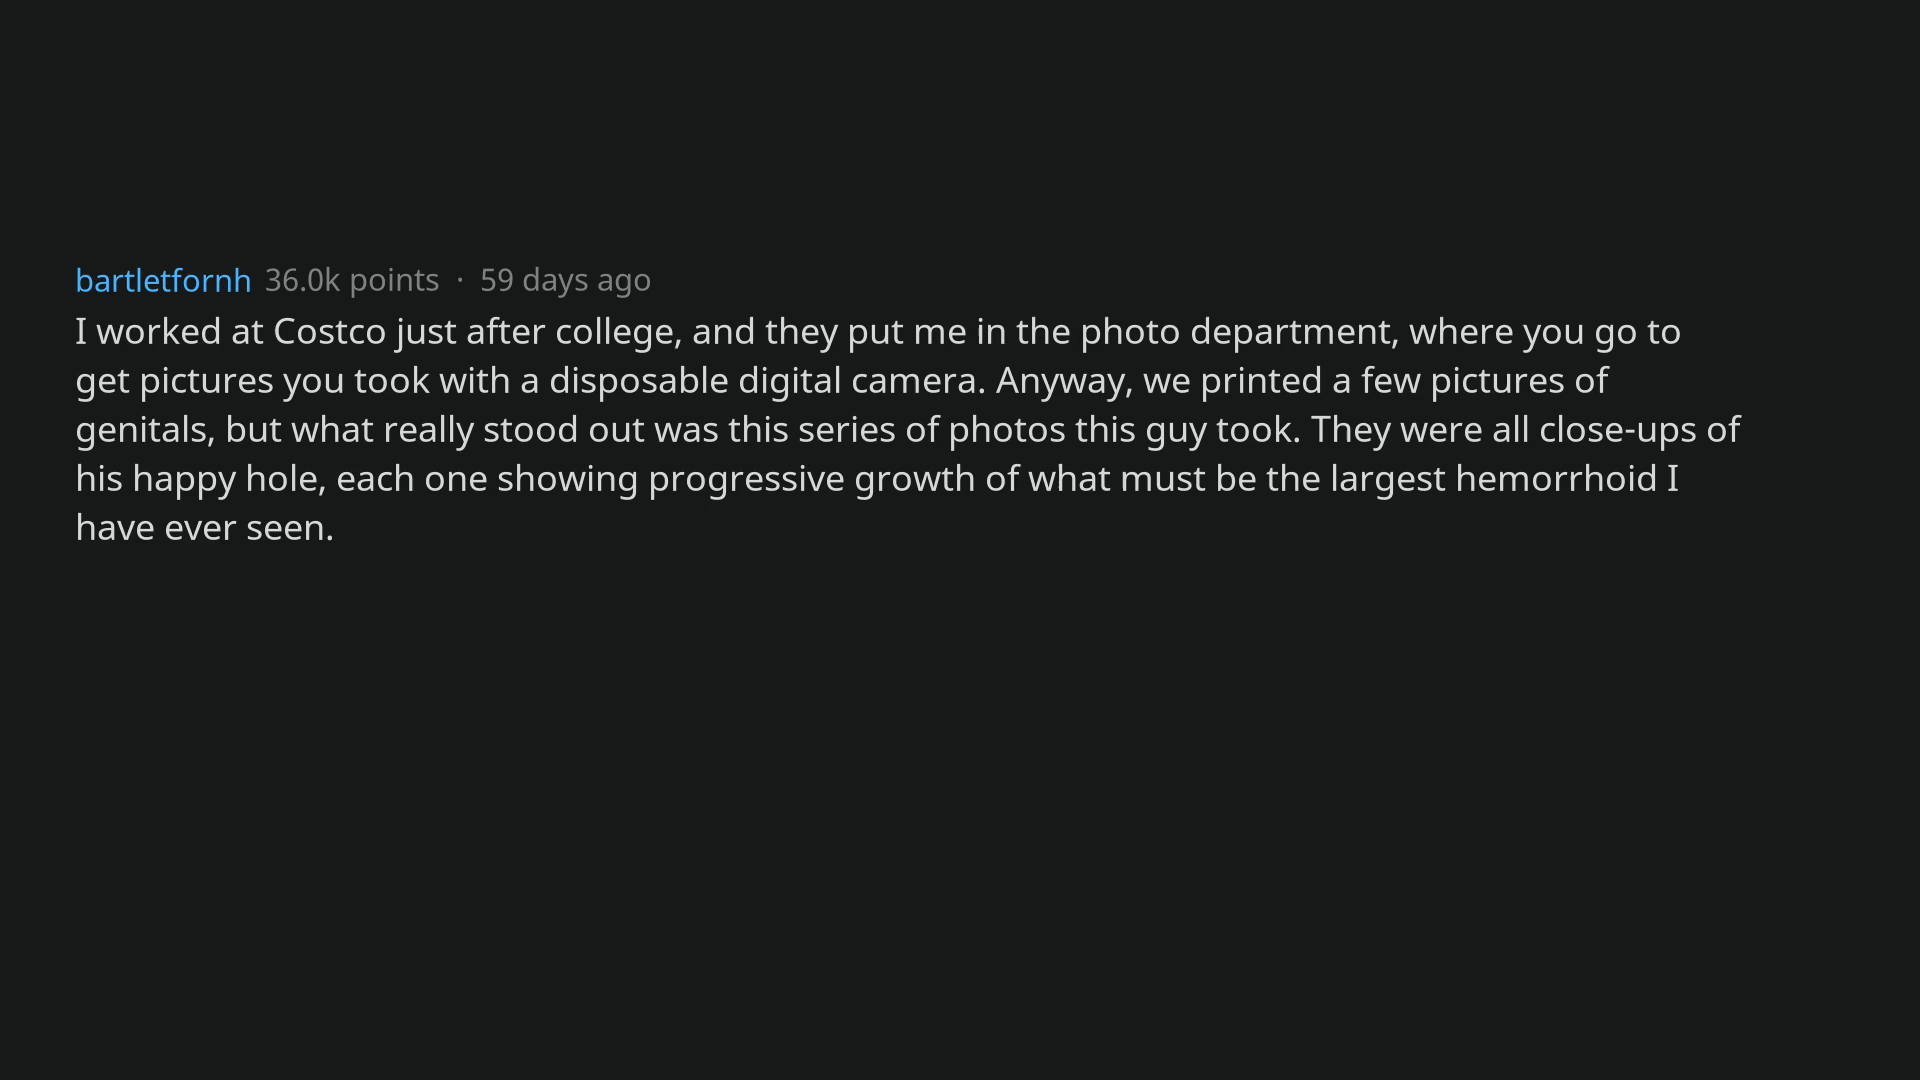 bartletfornh 36.0k points · 59 days ago
I worked at Costco just after college, and they put me in the photo department, where you go to
get pictures you took with a disposable digital camera. Anyway, we printed a few pictures of
genitals, but what really stood out was this series of photos this guy took. They were all close-ups of
his happy hole, each one showing progressive growth of what must be the largest hemorrhoid I
have ever seen.